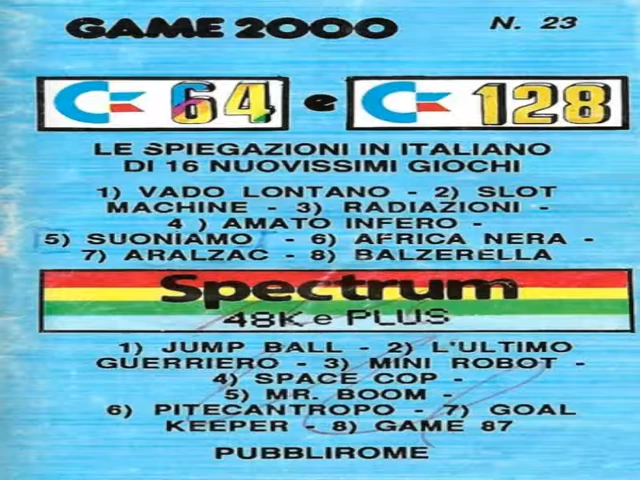 GAME 2000 N. 23
C= 64 e C= 128
LE SPIEGAZIONI IN ITALIANO
DI 16 NUOVISSIMI GIOCHI
1) VADO LONTANO - 2) SLOT
MACHINE - 3) RADIAZIONI -
4 ) AMATO INFERO -
5) SUONIAMO - 6) AFRICA NERA -
7) ARALZAC - 8) BALZERELLA
Spectrum
48K e PLUS
1) JUMP BALL - 2) L'ULTIMO
GUERRIERO - 3) MINI ROBOT -
4) SPACE COP -
5) MR. BOOM -
6) PITECANTROPO - 7) GOAL
KEEPER - 8) GAME 87
PUBBLIROME